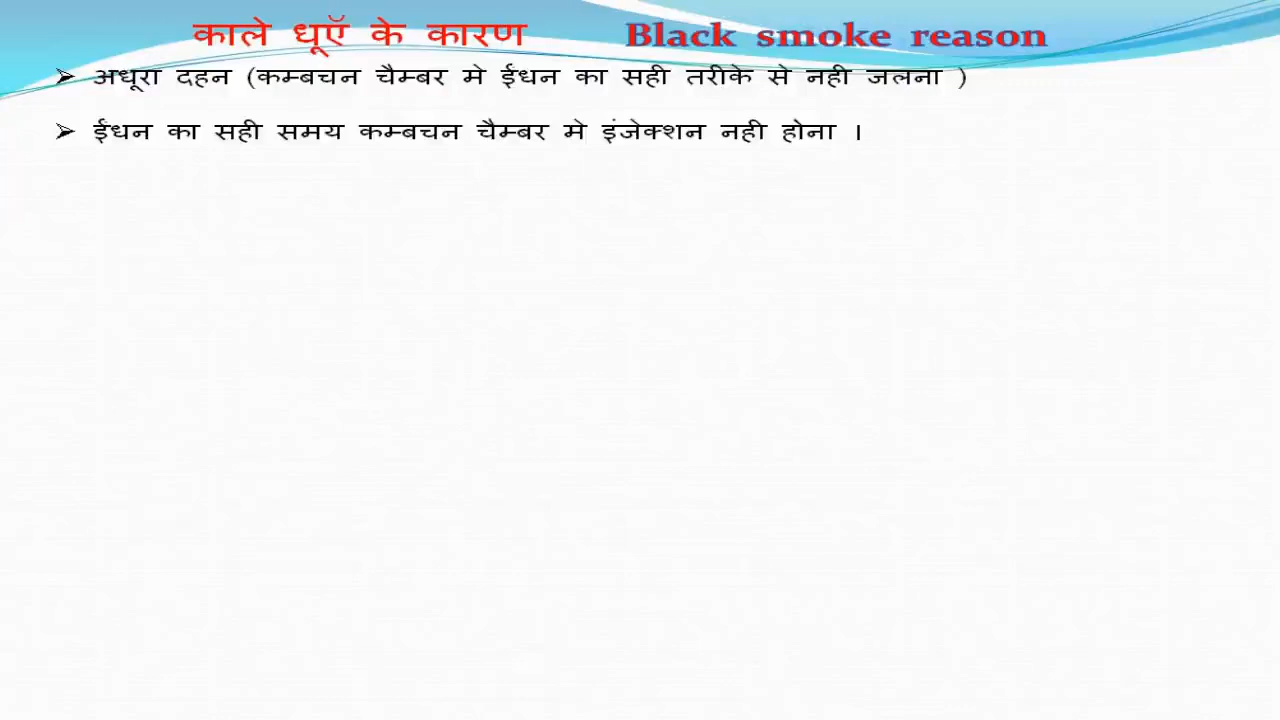 काले धूएॅ के कारण Black smoke reason
➢ अधूरा दहन (कम्बचन चैम्बर मे ईंधन का सही तरीके से नही जलना )
➢ ईंधन का सही समय कम्बचन चैम्बर मे इंजेक्शन नही होना ।